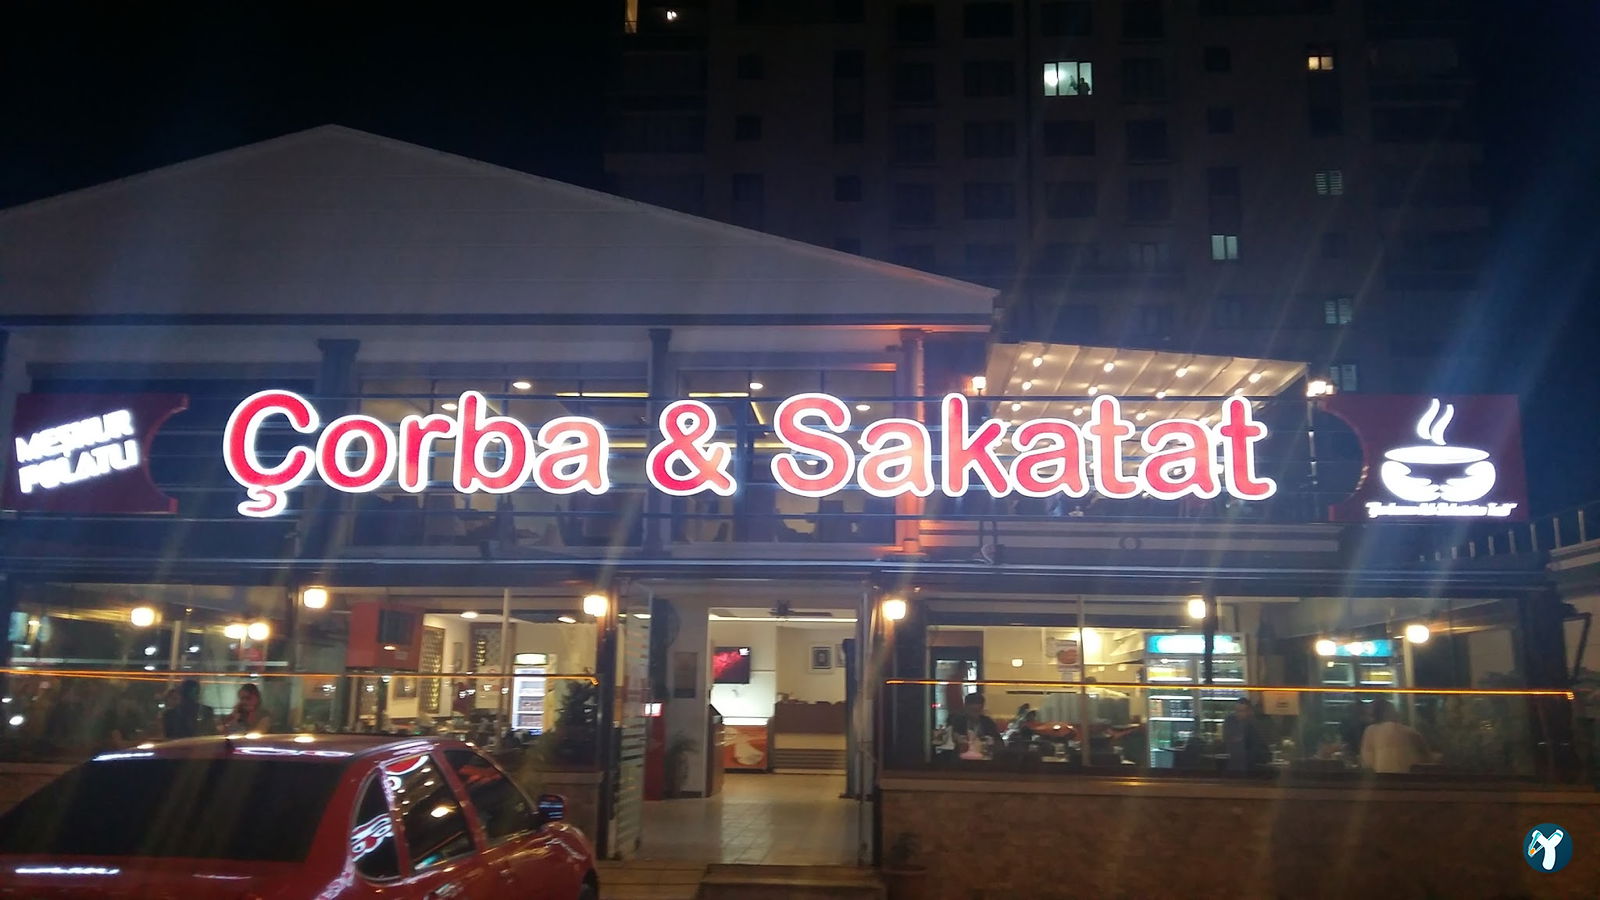 MEŞHUR
POLATLI
Çorba & Sakatat